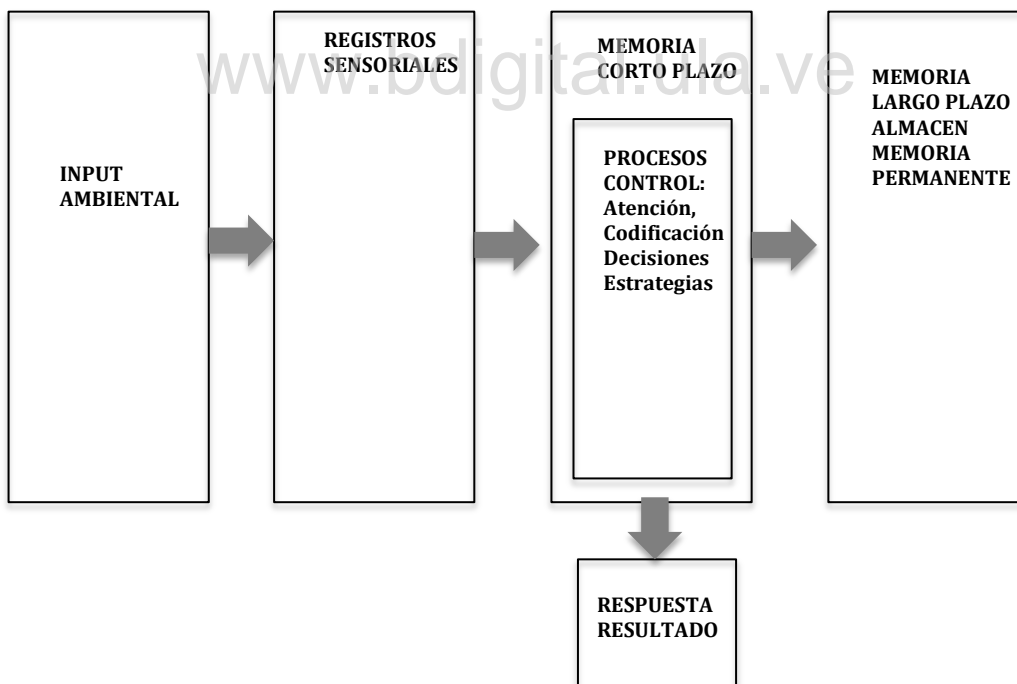 www.bdigital.ula.ve
INPUT
AMBIENTAL
REGISTROS
SENSORIALES
MEMORIA
CORTO PLAZO
PROCESOS
CONTROL:
Atención,
Codificación
Decisiones
Estrategias
MEMORIA
LARGO PLAZO
ALMACEN
MEMORIA
PERMANENTE
RESPUESTA
RESULTADO